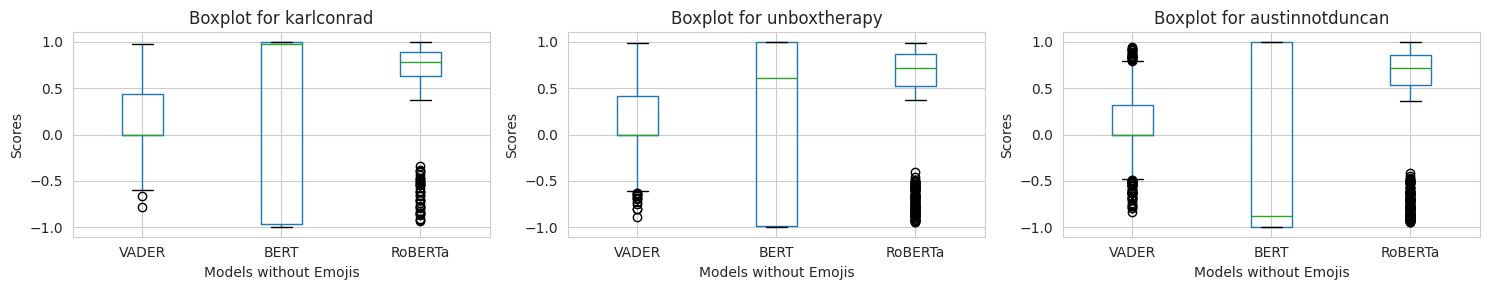 Boxplot for karlconrad
1.0
0.5
0.0
−0.5
−1.0
Scores
VADER BERT RoBERTa
Models without Emojis
Boxplot for unboxtherapy
1.0
0.5
0.0
−0.5
−1.0
Scores
VADER BERT RoBERTa
Models without Emojis
Boxplot for austinnotduncan
1.0
0.5
0.0
−0.5
−1.0
Scores
VADER BERT RoBERTa
Models without Emojis